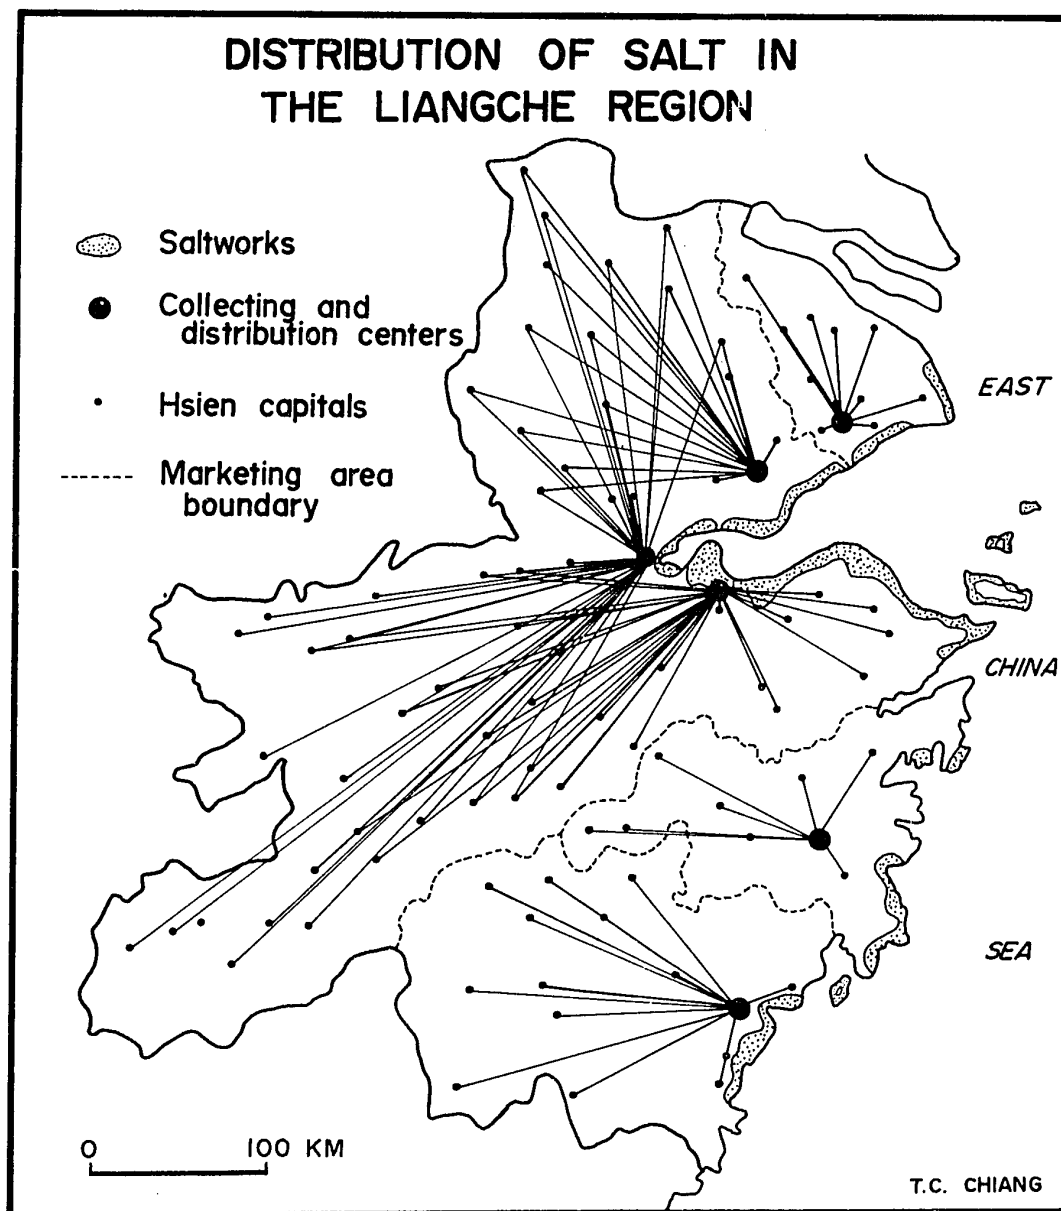 DISTRIBUTION OF SALT IN
THE LIANGCHE REGION
Saltworks
Collecting and
distribution centers
Hsien capitals
Marketing area
boundary
EAST
CHINA
SEA
0 100 KM
T.C. CHIANG